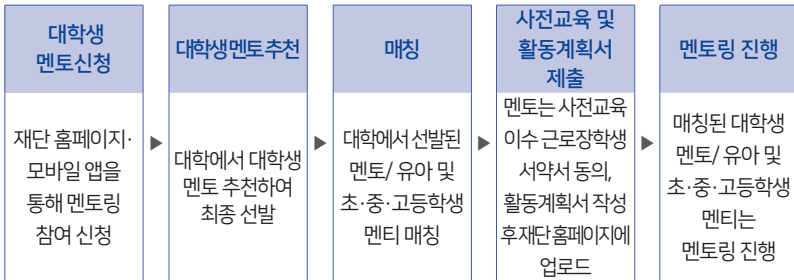 대학생
멘토신청
재단 홈페이지·
모바일 앱을
통해 멘토링
참여 신청
▶
대학생멘토추천
대학에서 대학생
멘토 추천하여
최종 선발
▶
매칭
대학에서 선발된
멘토/ 유아 및
초·중·고등학생
멘티 매칭
▶
사전교육 및
활동계획서
제출
멘토는 사전교육
이수 근로장학생
서약서 동의,
활동계획서 작성
후재단홈페이지에
업로드
▶
멘토링 진행
매칭된 대학생
멘토/ 유아 및
초·중·고등학생
멘티는
멘토링 진행